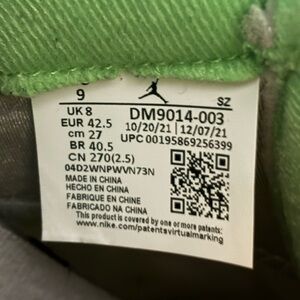 9
SZ
UK 8
DM9014-003
EUR 42.5
10/20/21 | 12/07/21
cm 27
UPC 00195869256399
BR 40.5
CN 270(2.5)
04D2WNPWVN73N
MADE IN CHINA
HECHO EN CHINA
FABRIQUE EN CHINE
FABRICADO NA CHINA
This product is covered by one or more patents:
www.nike.com/patentsvirtualmarking